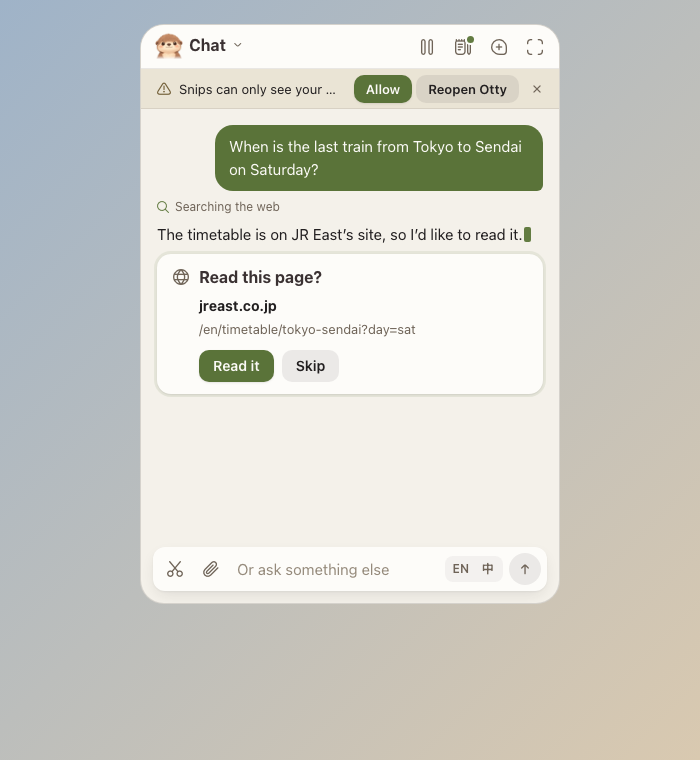 Chat
Snips can only see your ...
Allow
Reopen Otty
When is the last train from Tokyo to Sendai
on Saturday?
Searching the web
The timetable is on JR East’s site, so I’d like to read it.
Read this page?
jreast.co.jp
/en/timetable/tokyo-sendai?day=sat
Read it
Skip
Or ask something else
EN 中